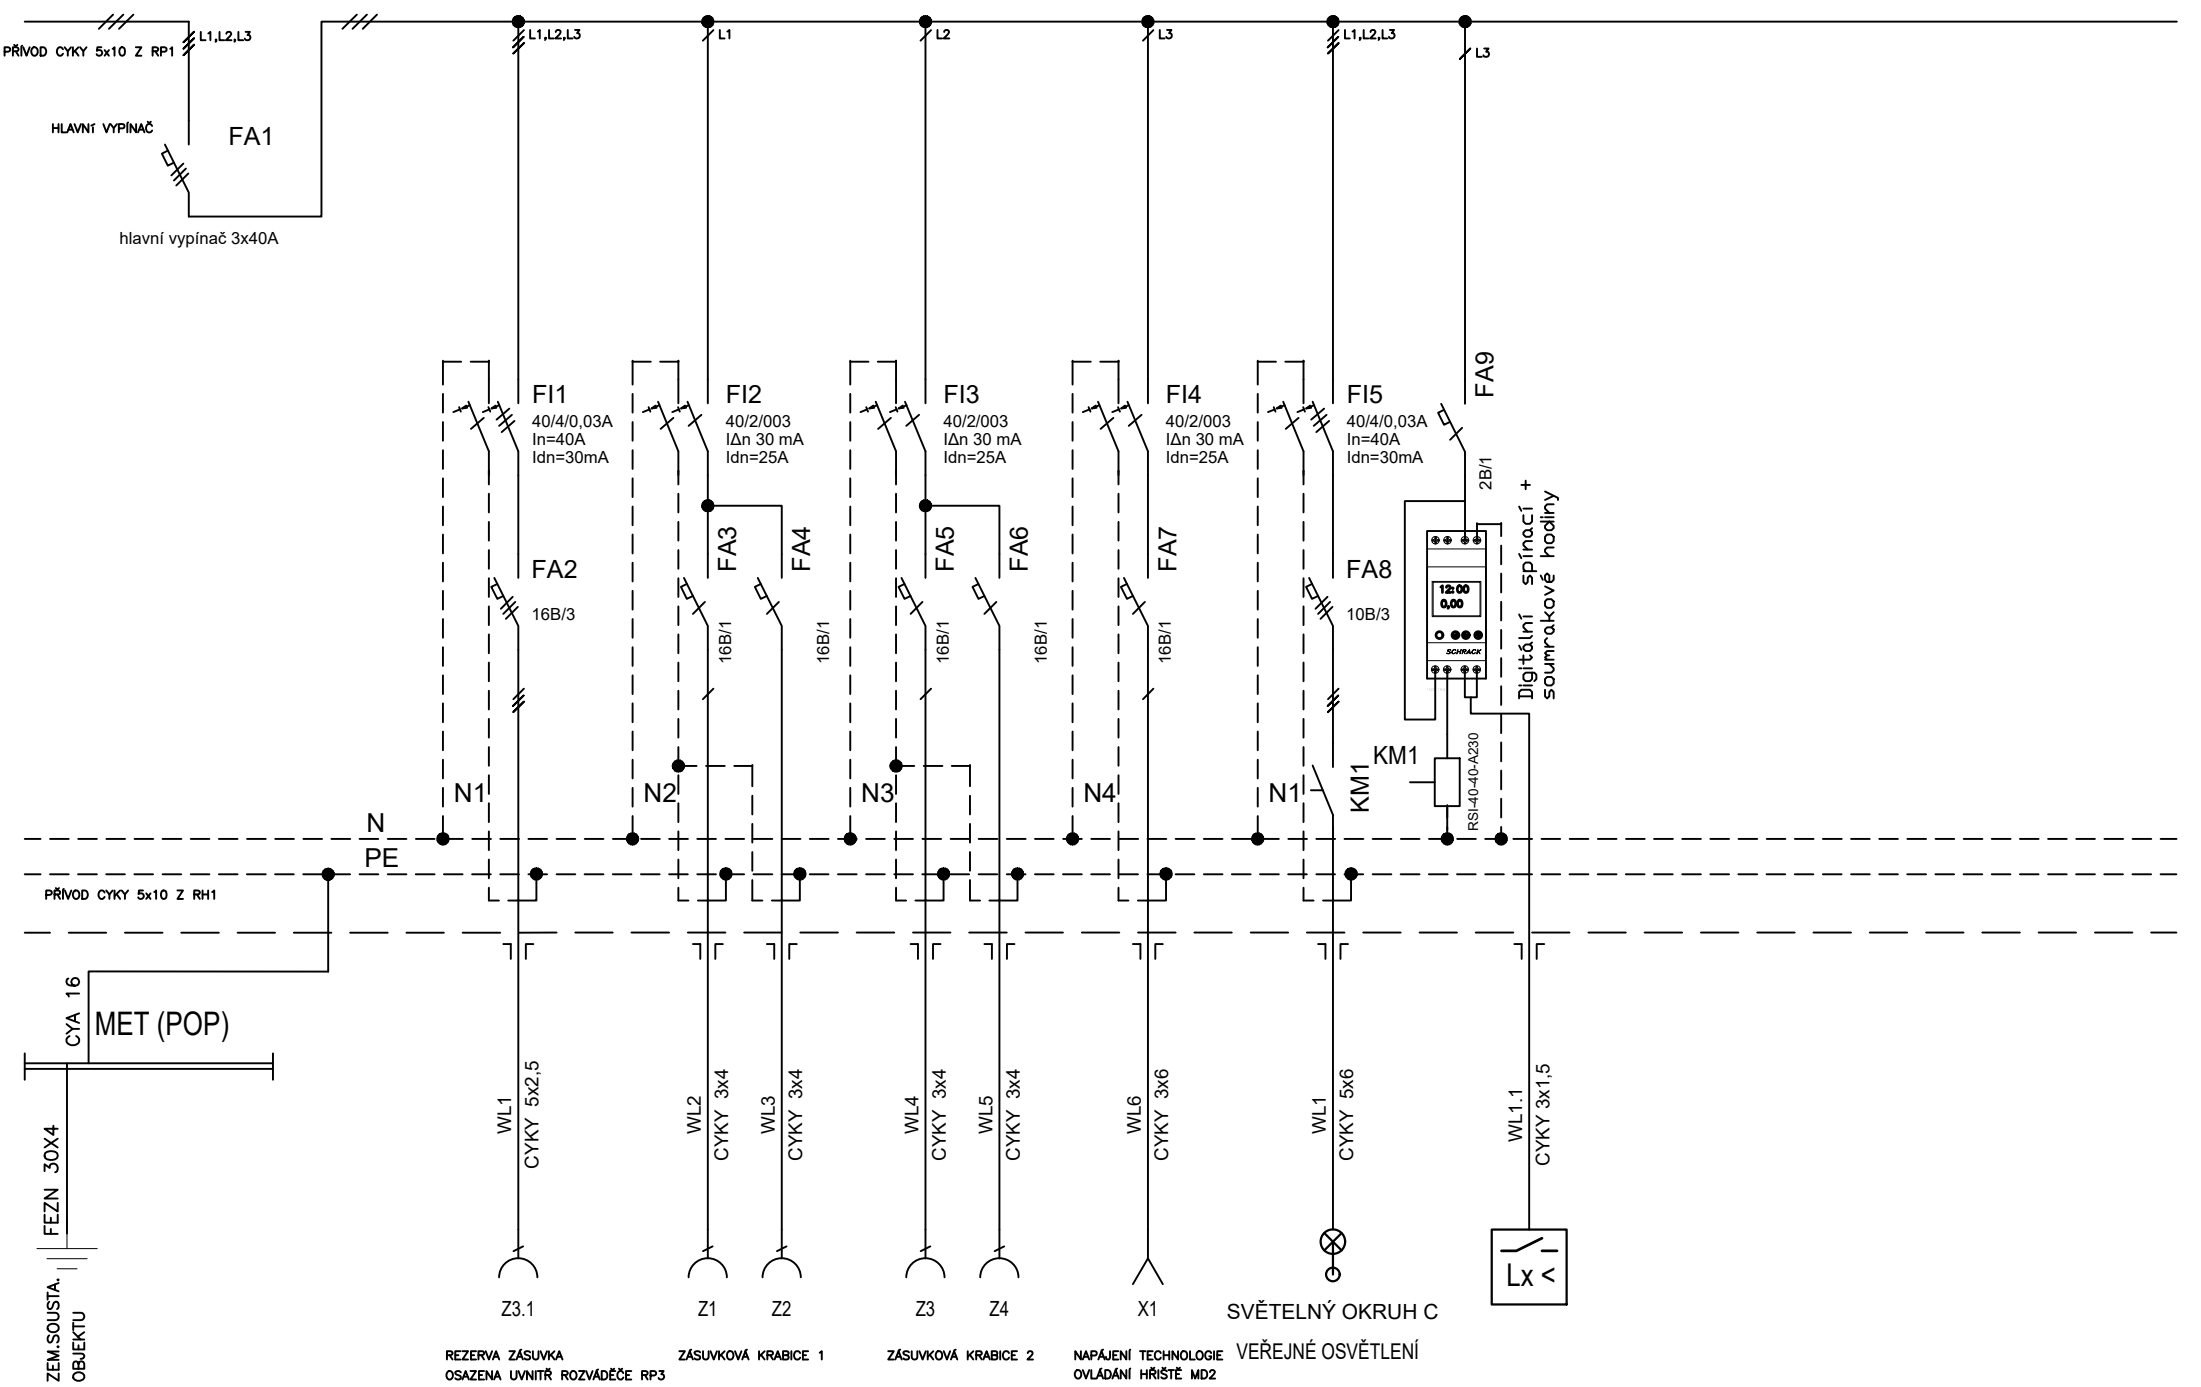 L1,L2,L3
PŘÍVOD CYKY 5x10 Z RP1
HLAVNÍ VYPÍNAČ
FA1
hlavní vypínač 3x40A
L1,L2,L3
L1
L2
L3
L1,L2,L3
L3
FI1
40/4/0,03A
In=40A
Idn=30mA
FI2
40/2/003
I∆n 30 mA
Idn=25A
FI3
40/2/003
I∆n 30 mA
Idn=25A
FI4
40/2/003
I∆n 30 mA
Idn=25A
FI5
40/4/0,03A
In=40A
Idn=30mA
FA9
2B/1
FA2
16B/3
FA3
16B/1
FA4
16B/1
FA5
16B/1
FA6
16B/1
FA7
16B/1
FA8
10B/3
12:00
0,00
SCHRACK
Digitální spínací +
soumrakové hodiny
N1
N2
N3
N4
N1
KM1
KM1
RSI-40-40-A230
N
PE
PŘÍVOD CYKY 5x10 Z RH1
CYA 16
MET (POP)
FEZN 30X4
ZEM.SOUSTA.
OBJEKTU
WL1
CYKY 5x2,5
WL2
CYKY 3x4
WL3
CYKY 3x4
WL4
CYKY 3x4
WL5
CYKY 3x4
WL6
CYKY 3x6
WL1
CYKY 5x6
WL1.1
CYKY 3x1,5
Lx <
Z3.1
Z1
Z2
Z3
Z4
X1
SVĚTELNÝ OKRUH C
VEŘEJNÉ OSVĚTLENÍ
REZERVA ZÁSUVKA
OSAZENA UVNITŘ ROZVÁDĚČE RP3
ZÁSUVKOVÁ KRABICE 1
ZÁSUVKOVÁ KRABICE 2
NAPÁJENÍ TECHNOLOGIE
OVLÁDÁNÍ HŘIŠTĚ MD2